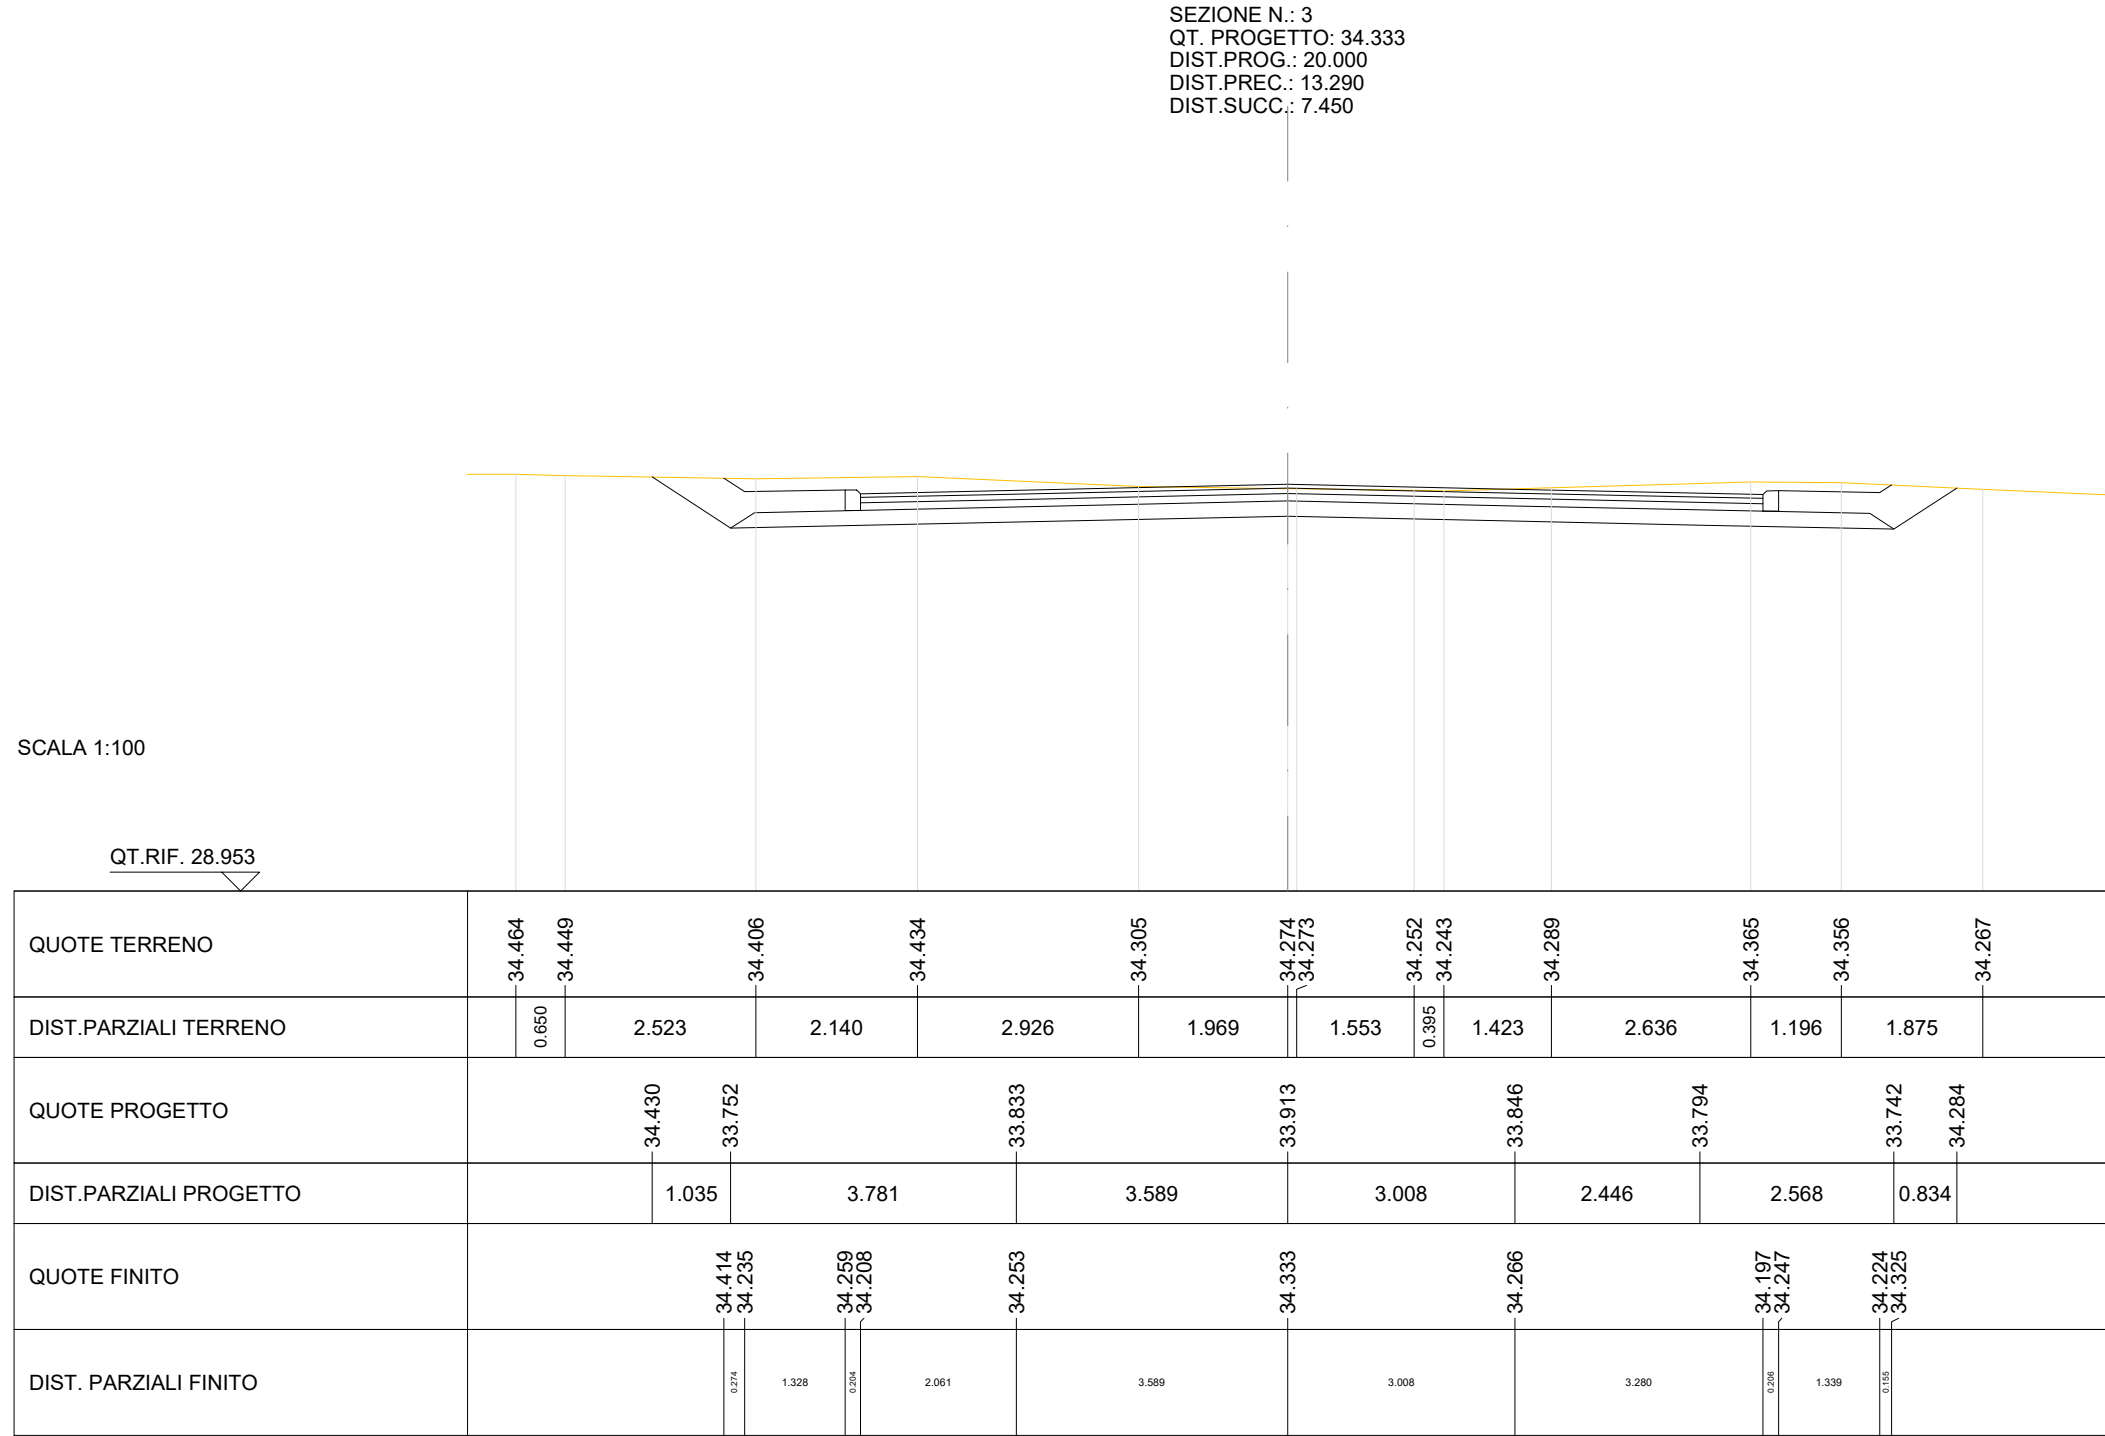 SEZIONE N.: 3
QT. PROGETTO: 34.333
DIST.PROG.: 20.000
DIST.PREC.: 13.290
DIST.SUCC.: 7.450
SCALA 1:100
QT.RIF. 28.953
QUOTE TERRENO 34.464 34.449 34.406 34.434 34.305 34.274 34.273 34.252 34.243 34.289 34.365 34.356 34.267
DIST.PARZIALI TERRENO 0.650 2.523 2.140 2.926 1.969 1.553 0.395 1.423 2.636 1.196 1.875
QUOTE PROGETTO 34.430 33.752 33.833 33.913 33.846 33.794 33.742 34.284
DIST.PARZIALI PROGETTO 1.035 3.781 3.589 3.008 2.446 2.568 0.834
QUOTE FINITO 34.414 34.235 34.259 34.208 34.253 34.333 34.266 34.197 34.247 34.224 34.325
DIST. PARZIALI FINITO 0.274 1.328 0.204 2.061 3.589 3.008 3.280 0.206 1.339 0.155